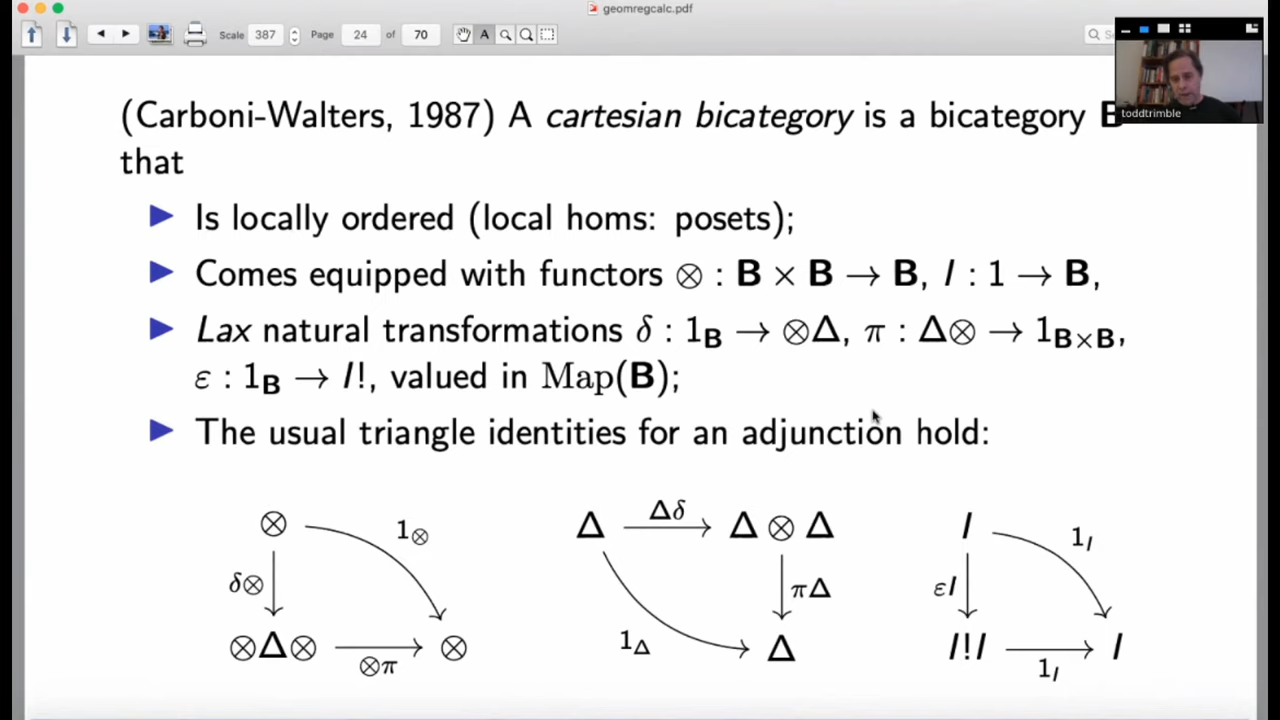 geomregcalc.pdf
Scale 387 Page 24 of 70
toddtrimble
(Carboni-Walters, 1987) A cartesian bicategory is a bicategory B
that
▶ Is locally ordered (local homs: posets);
▶ Comes equipped with functors ⊗ : B × B → B, I : 1 → B,
▶ Lax natural transformations δ : 1_B → ⊗Δ, π : Δ⊗ → 1_{B×B},
ε : 1_B → I!, valued in Map(B);
▶ The usual triangle identities for an adjunction hold:
⊗ 1_⊗ Δ Δδ Δ ⊗ Δ I 1_I
δ⊗ πΔ εI
⊗Δ⊗ ⊗π ⊗ 1_Δ Δ I!I 1_I I